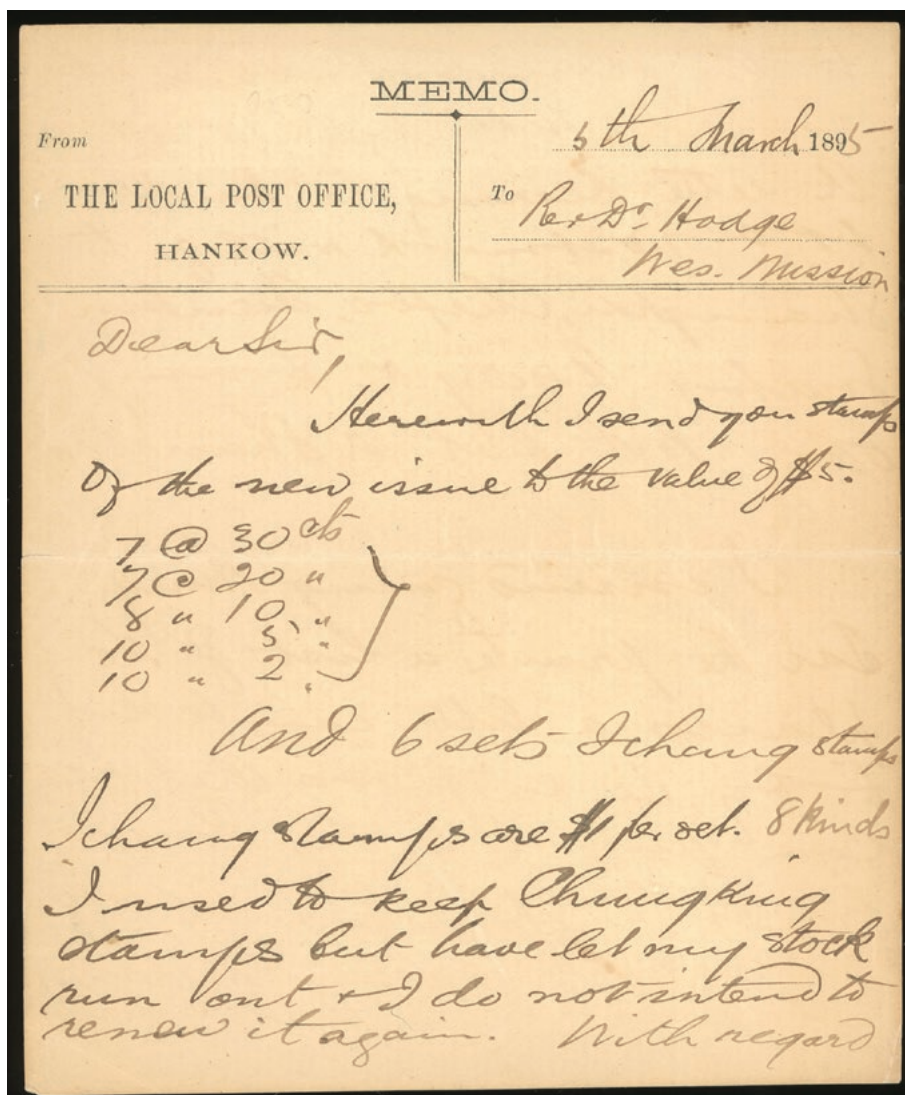 MEMO.
From
5th March 1895
THE LOCAL POST OFFICE,
To
Rev Dr. Hodge
HANKOW.
Wes. Mission
Dear Sir,
Herewith I send you stamps
Of the new issue to the value of $5.
7 @ 30 cts
7 @ 20 "
8 " 10 "
10 " 5 "
10 " 2 "
And 6 sets Ichang stamps
Ichang stamps are $1 per set. 8 kinds
I used to keep Chungking
stamps but have let my stock
run out & I do not intend to
renew it again. With regard